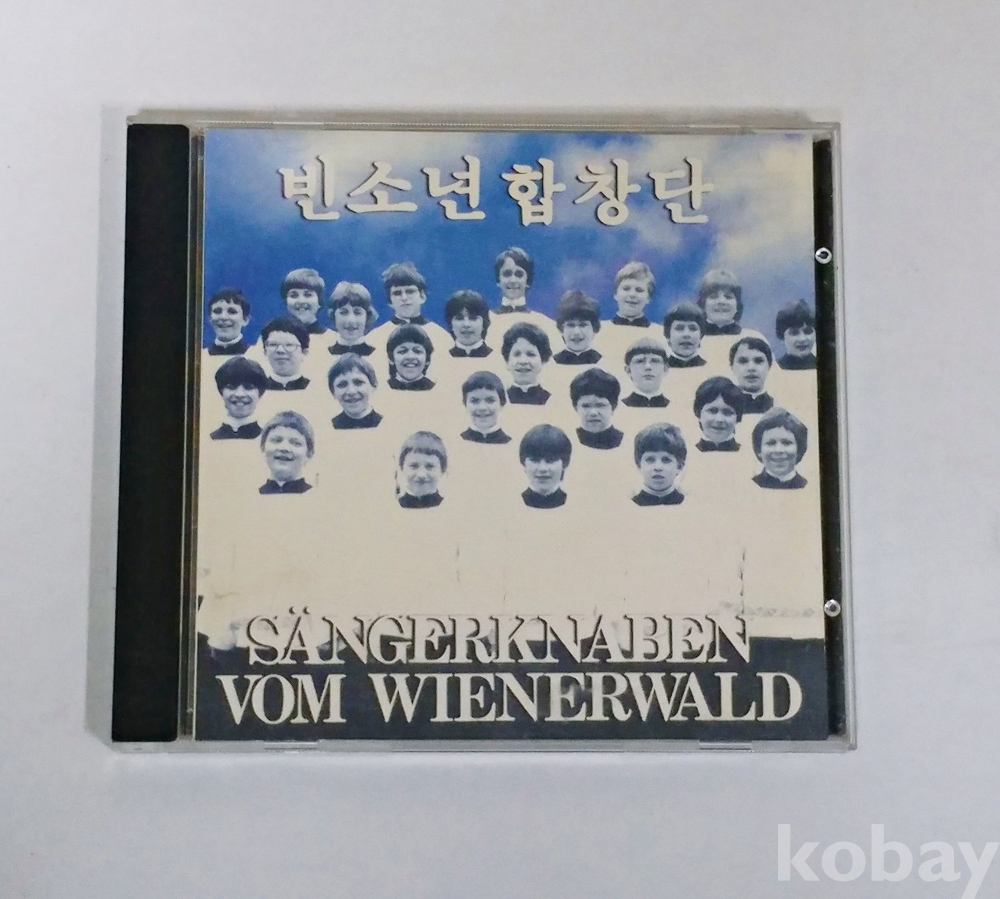 빈소년 합창단
SÄNGERKNABEN
VOM WIENERWALD
kobay